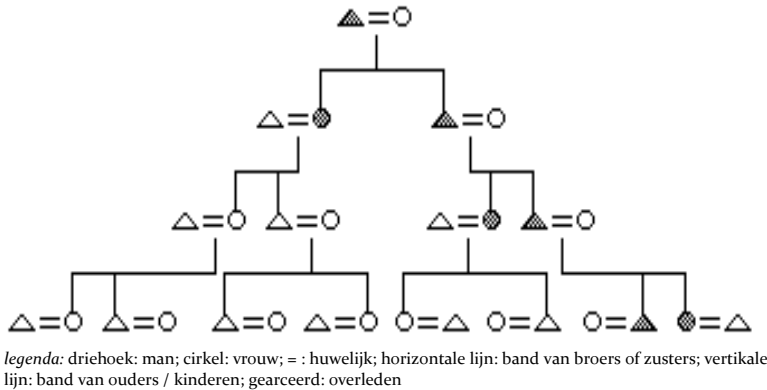 legenda: driehoek: man; cirkel: vrouw; = : huwelijk; horizontale lijn: band van broers of zusters; vertikale
lijn: band van ouders / kinderen; gearceerd: overleden